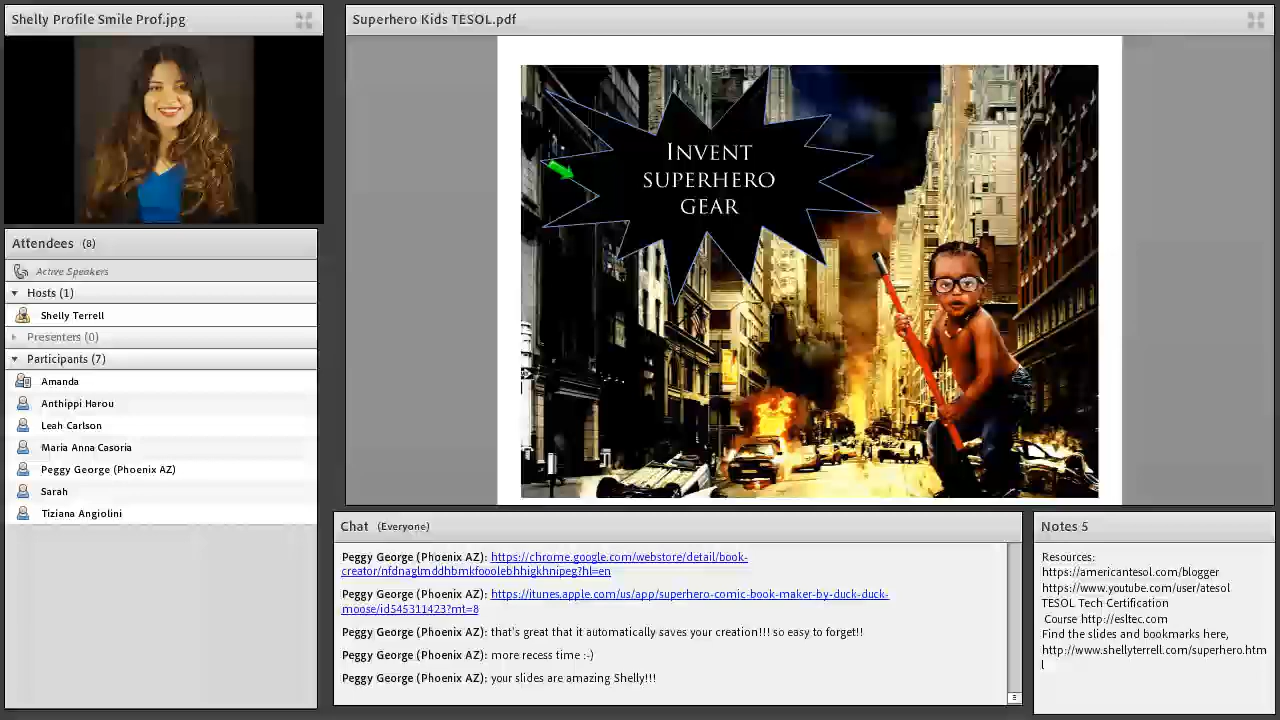 Shelly Profile Smile Prof.jpg
Superhero Kids TESOL.pdf
INVENT
SUPERHERO
GEAR
Attendees (8)
Active Speakers
Hosts (1)
Shelly Terrell
Presenters (0)
Participants (7)
Amanda
Anthippi Harou
Leah Carlson
Maria Anna Casoria
Peggy George (Phoenix AZ)
Sarah
Tiziana Angiolini
Chat (Everyone)
Peggy George (Phoenix AZ): https://chrome.google.com/webstore/detail/book-
creator/nfdnaglmddhbmkfooolebhhigkhnipeg?hl=en
Peggy George (Phoenix AZ): https://itunes.apple.com/us/app/superhero-comic-book-maker-by-duck-duck-
moose/id545311423?mt=8
Peggy George (Phoenix AZ): that's great that it automatically saves your creation!!! so easy to forget!!
Peggy George (Phoenix AZ): more recess time :-)
Peggy George (Phoenix AZ): your slides are amazing Shelly!!!
Notes 5
Resources:
https://americantesol.com/blogger
https://www.youtube.com/user/atesol
TESOL Tech Certification
Course http://esltec.com
Find the slides and bookmarks here,
http://www.shellyterrell.com/superhero.htm
l